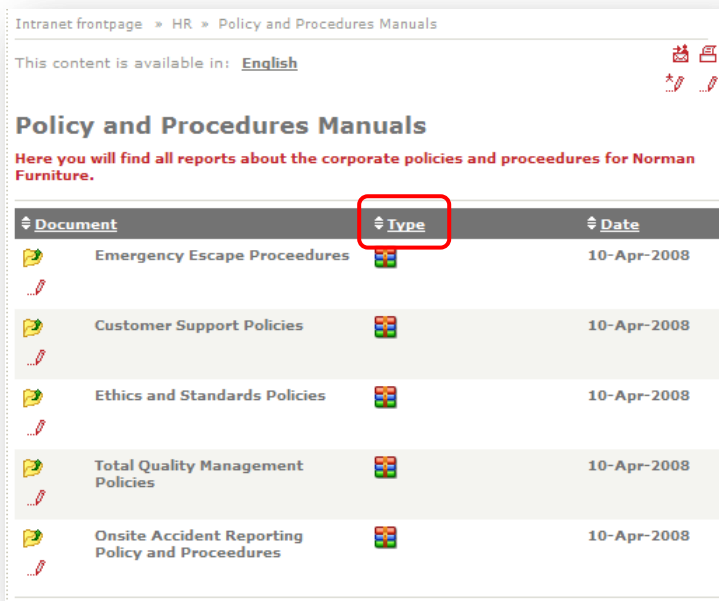 Intranet frontpage » HR » Policy and Procedures Manuals
This content is available in: English
Policy and Procedures Manuals
Here you will find all reports about the corporate policies and proceedures for Norman
Furniture.
Document Type Date
Emergency Escape Proceedures 10-Apr-2008
Customer Support Policies 10-Apr-2008
Ethics and Standards Policies 10-Apr-2008
Total Quality Management 10-Apr-2008
Policies
Onsite Accident Reporting 10-Apr-2008
Policy and Proceedures